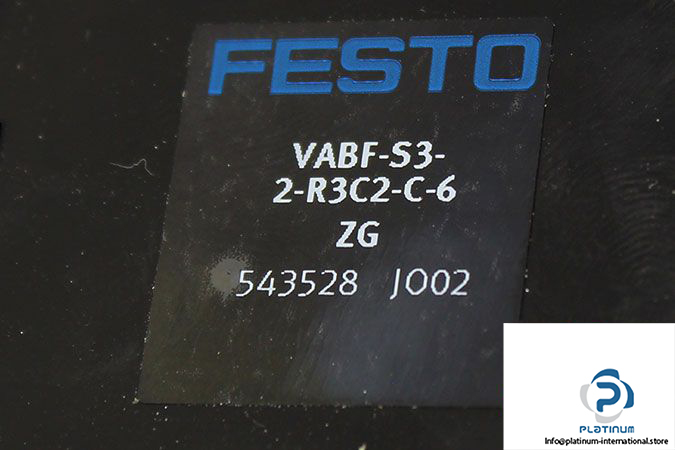 FESTO
VABF-S3-
2-R3C2-C-6
ZG
543528 J002
PLATINUM
Info@platinum-international.store